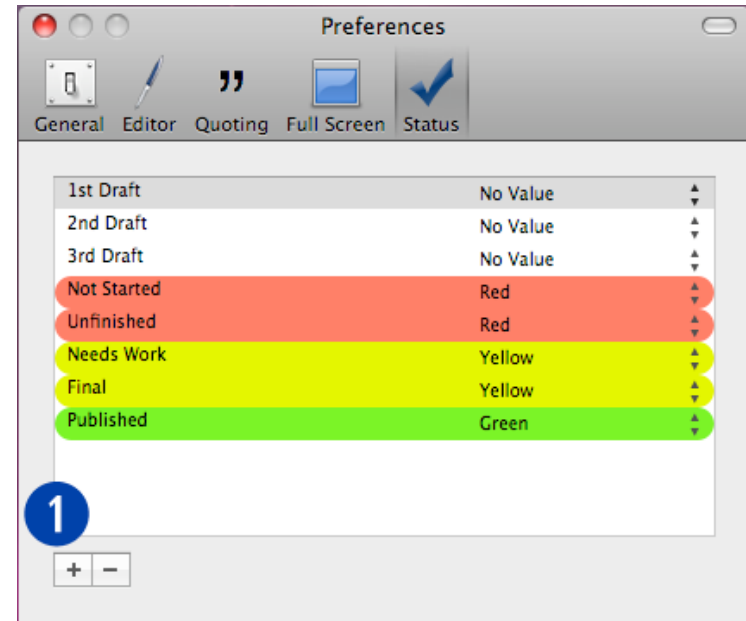 Preferences
General Editor Quoting Full Screen Status
1st Draft No Value
2nd Draft No Value
3rd Draft No Value
Not Started Red
Unfinished Red
Needs Work Yellow
Final Yellow
Published Green
1
+ −